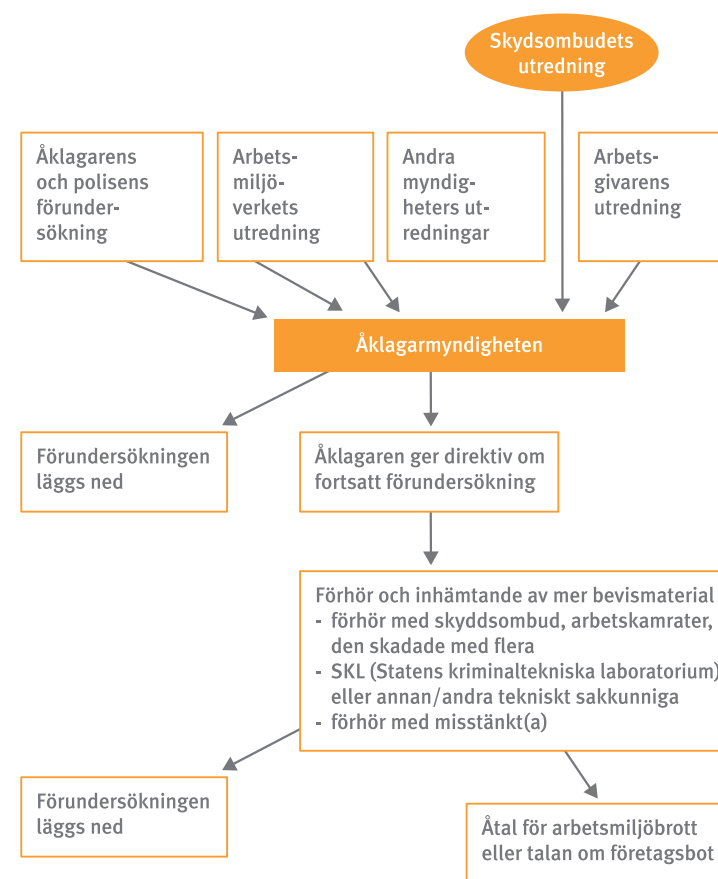 Skydsombudets
utredning
Åklagarens
och polisens
förunder-
sökning
Arbets-
miljö-
verkets
utredning
Andra
myndig-
heters ut-
redningar
Arbets-
givarens
utredning
Åklagarmyndigheten
Förundersökningen
läggs ned
Åklagaren ger direktiv om
fortsatt förundersökning
Förhör och inhämtande av mer bevismaterial
- förhör med skyddsombud, arbetskamrater,
den skadade med flera
- SKL (Statens kriminaltekniska laboratorium)
eller annan/andra tekniskt sakkunniga
- förhör med misstänkt(a)
Förundersökningen
läggs ned
Åtal för arbetsmiljöbrott
eller talan om företagsbot